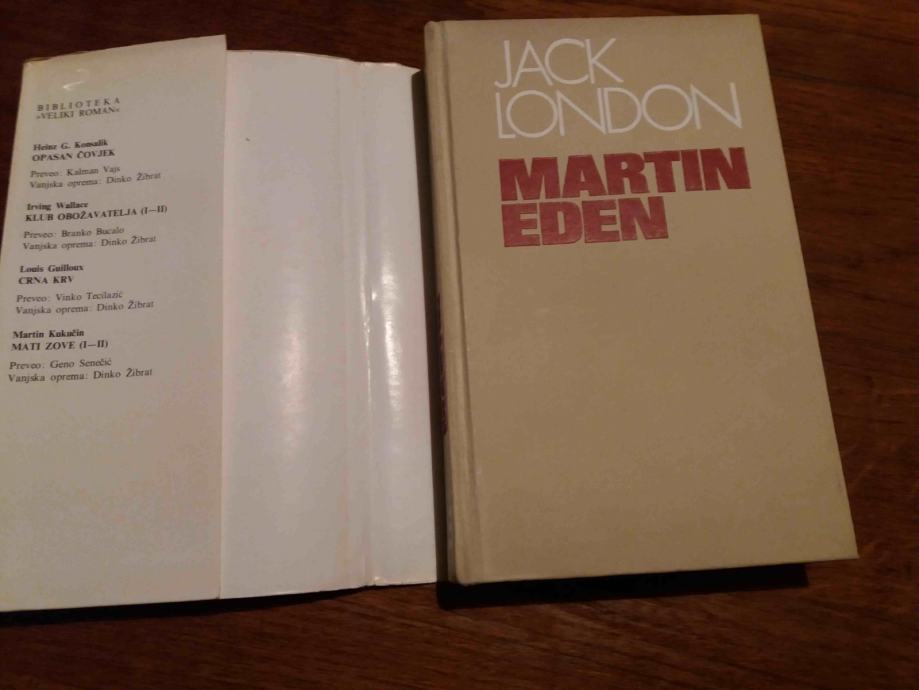 BIBLIOTEKA
»VELIKI ROMAN«
Heinz G. Konsalik
OPASAN ČOVJEK
Preveo: Kalman Vajs
Vanjska oprema: Dinko Žibrat
Irving Wallace
KLUB OBOŽAVATELJA (I—II)
Preveo: Branko Bucalo
Vanjska oprema: Dinko Žibrat
Louis Guilloux
CRNA KRV
Preveo: Vinko Tecilazić
Vanjska oprema: Dinko Žibrat
Martin Kukučin
MATI ZOVE (I—II)
Preveo: Geno Senečić
Vanjska oprema: Dinko Žibrat
JACK
LONDON
MARTIN
EDEN